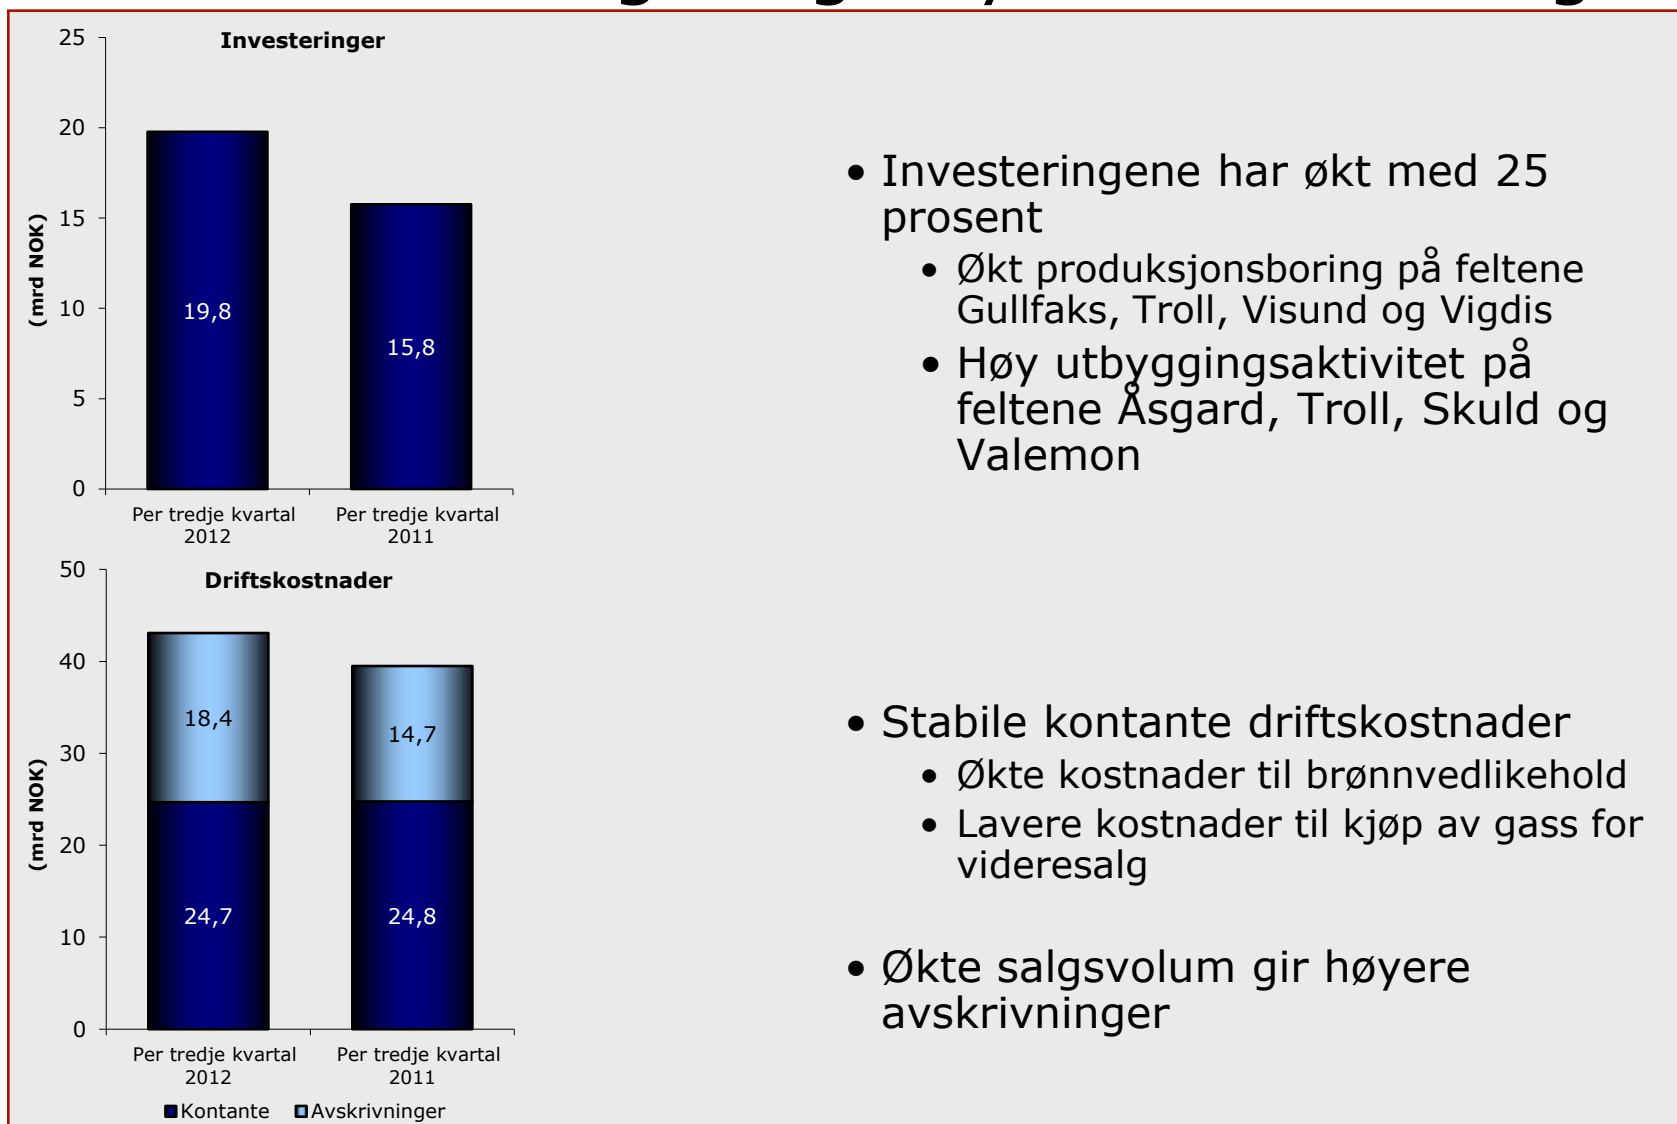 Investeringer
25
20
15
10
5
0
(mrd NOK)
19,8
15,8
Per tredje kvartal
2012
Per tredje kvartal
2011
• Investeringene har økt med 25
prosent
• Økt produksjonsboring på feltene
Gullfaks, Troll, Visund og Vigdis
• Høy utbyggingsaktivitet på
feltene Åsgard, Troll, Skuld og
Valemon
Driftskostnader
50
40
30
20
10
0
(mrd NOK)
18,4
14,7
24,7
24,8
Per tredje kvartal
2012
Per tredje kvartal
2011
Kontante
Avskrivninger
• Stabile kontante driftskostnader
• Økte kostnader til brønnvedlikehold
• Lavere kostnader til kjøp av gass for
videresalg
• Økte salgsvolum gir høyere
avskrivninger